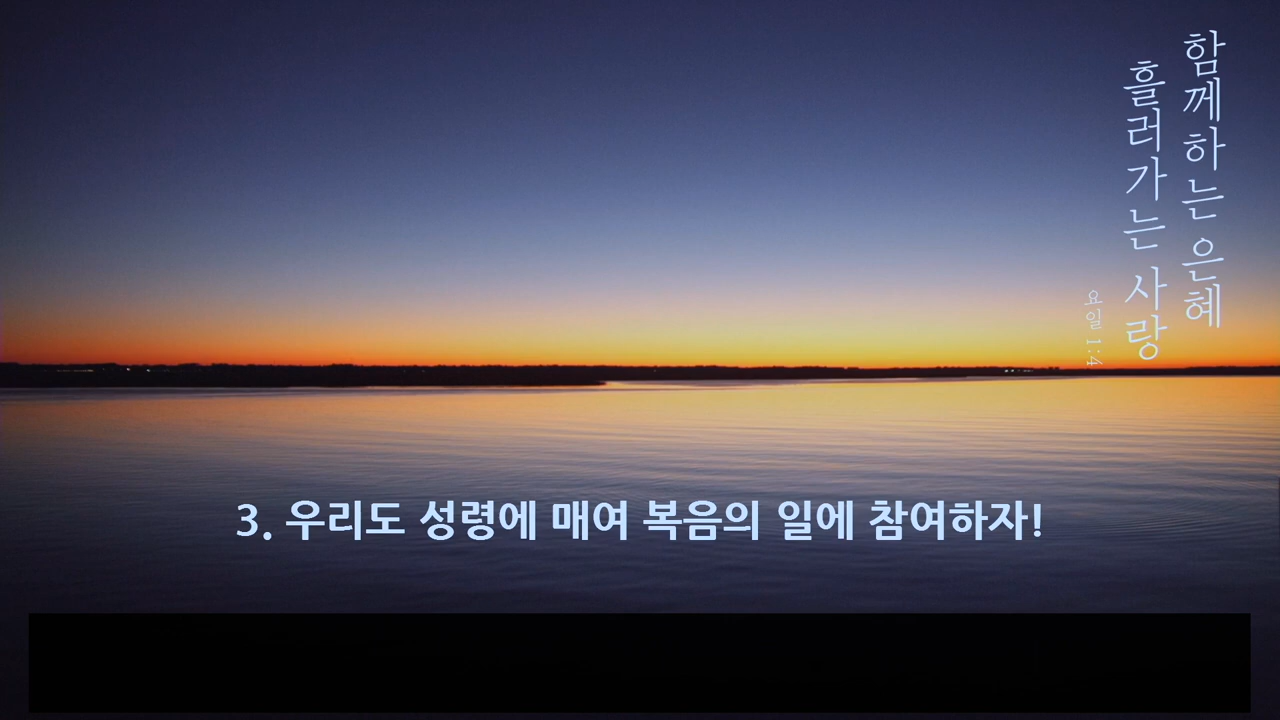 함께하는 은혜
흘러가는 사랑
요일 1:4
3. 우리도 성령에 매여 복음의 일에 참여하자!